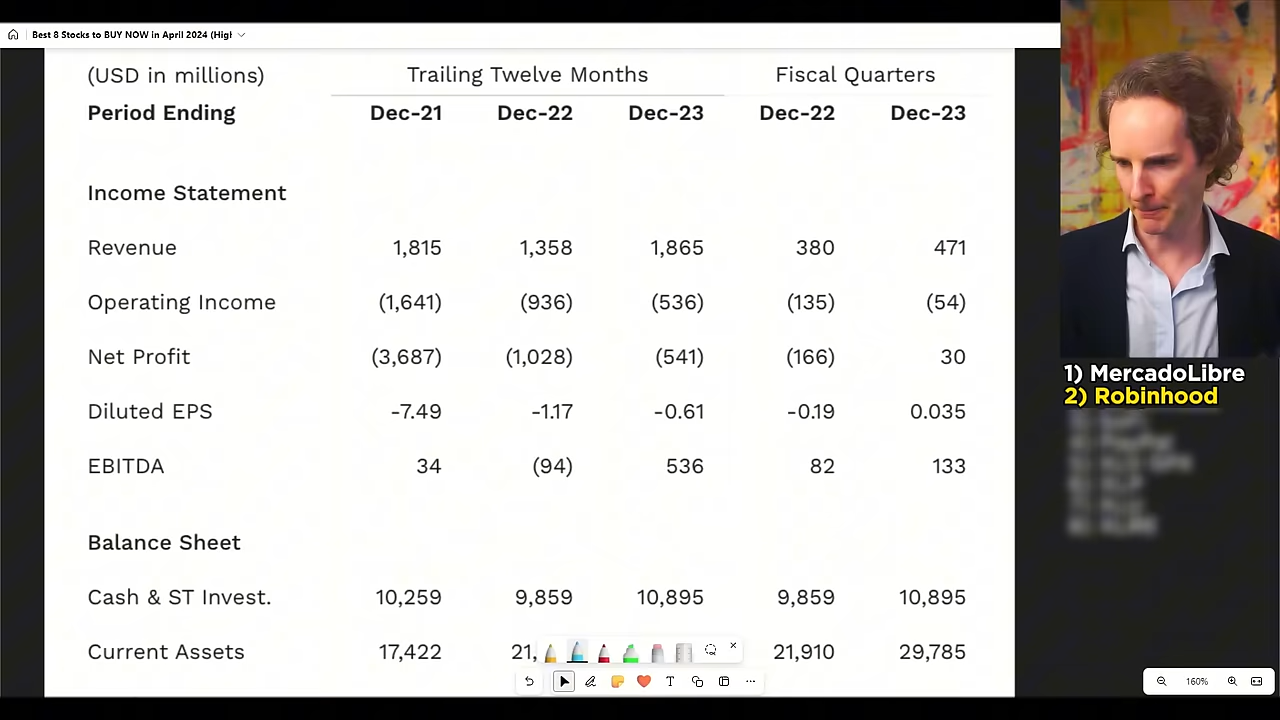 Best 8 Stocks to BUY NOW in April 2024 (Higl
(USD in millions) Trailing Twelve Months Fiscal Quarters
Period Ending Dec-21 Dec-22 Dec-23 Dec-22 Dec-23
Income Statement
Revenue 1,815 1,358 1,865 380 471
Operating Income (1,641) (936) (536) (135) (54)
Net Profit (3,687) (1,028) (541) (166) 30
Diluted EPS -7.49 -1.17 -0.61 -0.19 0.035
EBITDA 34 (94) 536 82 133
Balance Sheet
Cash & ST Invest. 10,259 9,859 10,895 9,859 10,895
Current Assets 17,422 21, 21,910 29,785
1) MercadoLibre
2) Robinhood
160%